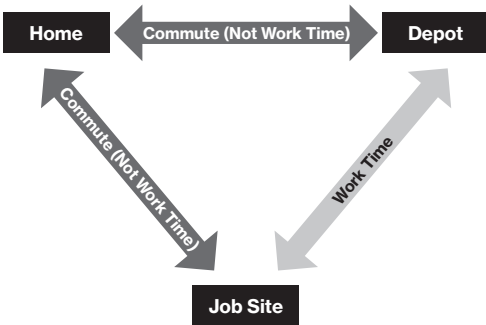 Home
Commute (Not Work Time)
Depot
Commute (Not Work Time)
Work Time
Job Site